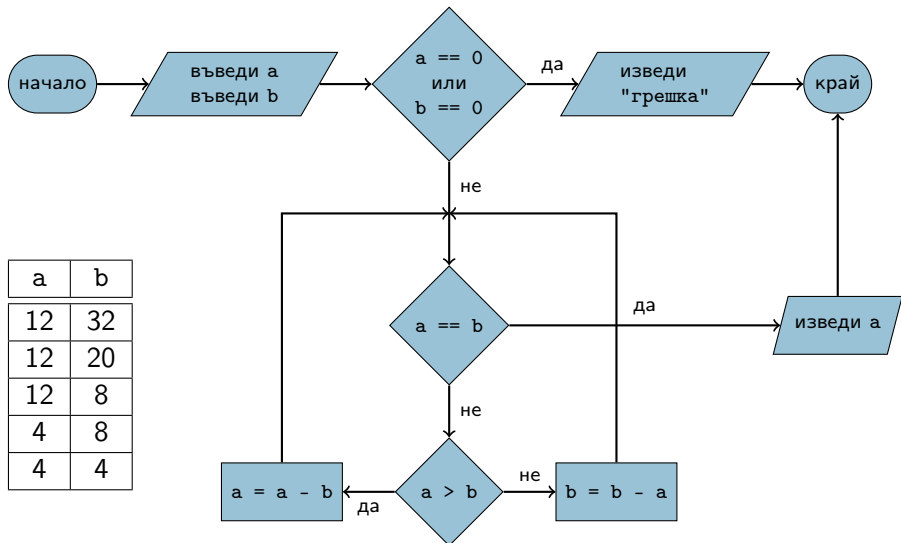 начало
въведи a
въведи b
a == 0
или
b == 0
да
изведи
"грешка"
край
не
a b
12 32
12 20
12 8
4 8
4 4
a == b
да
изведи a
не
a = a - b
да
a > b
не
b = b - a